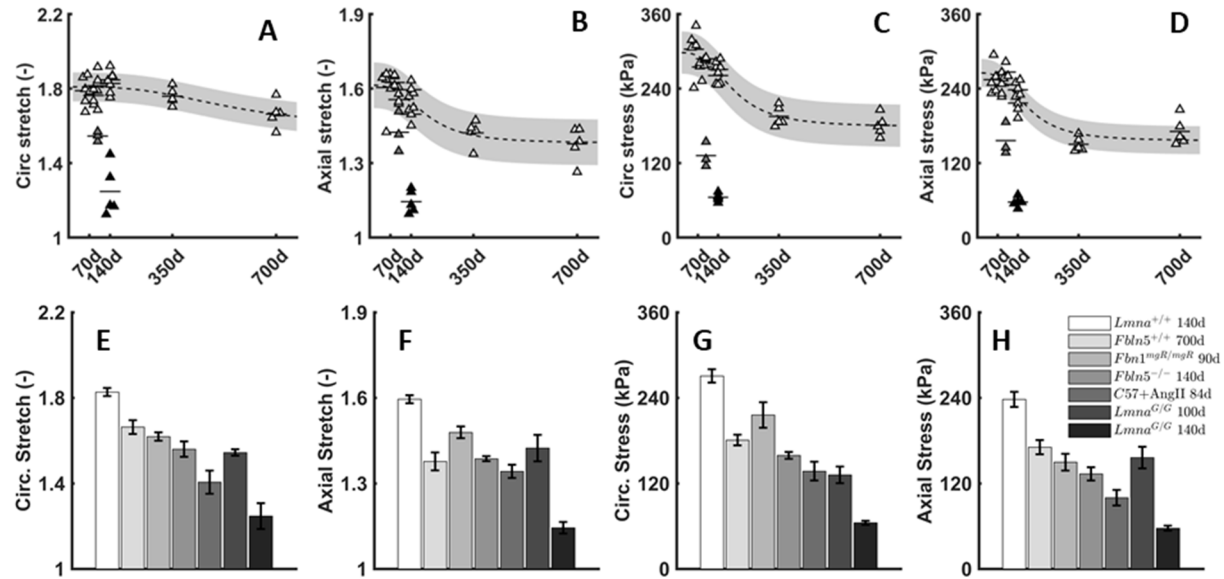 A
B
C
D
Circ stretch (-)
2.2
1.8
1.4
1
70d
140d
350d
700d
Axial stretch (-)
1.9
1.6
1.3
1
70d
140d
350d
700d
Circ stress (kPa)
360
240
120
0
70d
140d
350d
700d
Axial stress (kPa)
360
240
120
0
70d
140d
350d
700d
E
F
G
H
Circ. Stretch (-)
2.2
1.8
1.4
1
Axial Stretch (-)
1.9
1.6
1.3
1
Circ. Stress (kPa)
360
240
120
0
Axial Stress (kPa)
360
240
120
0
Lmna+/+ 140d
Fbln5+/+ 700d
Fbn1mgR/mgR 90d
Fbln5−/− 140d
C57+AngII 84d
LmnaG/G 100d
LmnaG/G 140d